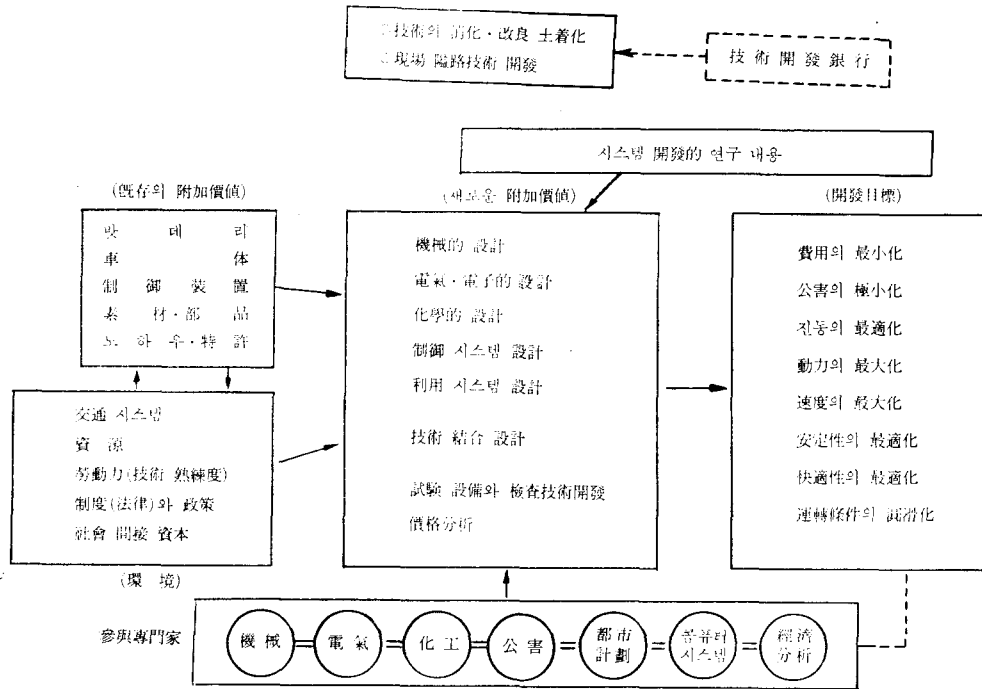 ○技術의 消化·改良 土着化
○現場 隘路技術 開發
技術開發銀行
시스템 開發的 연구 내용
(旣存의 附加價値)
밧데리
車体
制御裝置
素材·部品
노하우·特許
(새로운 附加價値)
機械的 設計
電氣·電子的 設計
化學的 設計
制御 시스템 設計
利用 시스템 設計
技術 結合 設計
試驗 設備와 檢査技術開發
價格分析
(開發目標)
費用의 最小化
公害의 極小化
진동의 最適化
動力의 最大化
速度의 最大化
安定性의 最適化
快適性의 最適化
運轉條件의 潤滑化
交通 시스템
資源
勞動力(技術 熟練度)
制度(法律)와 政策
社會 間接 資本
(環境)
參與專門家
機械
電氣
化工
公害
都市
計劃
콤퓨터
시스템
經濟
分析